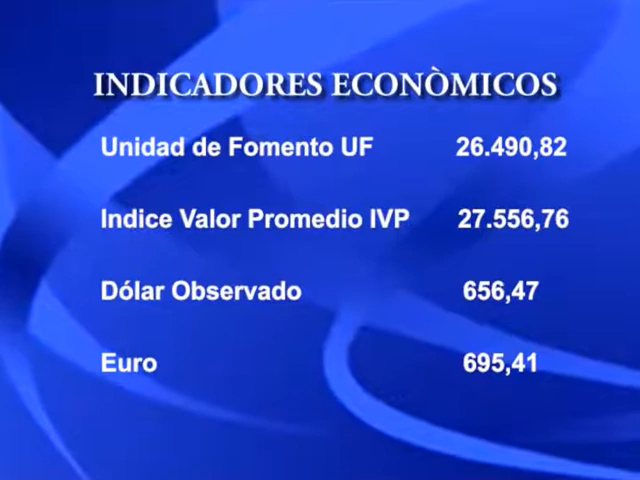 INDICADORES ECONÒMICOS
Unidad de Fomento UF 26.490,82
Indice Valor Promedio IVP 27.556,76
Dólar Observado 656,47
Euro 695,41